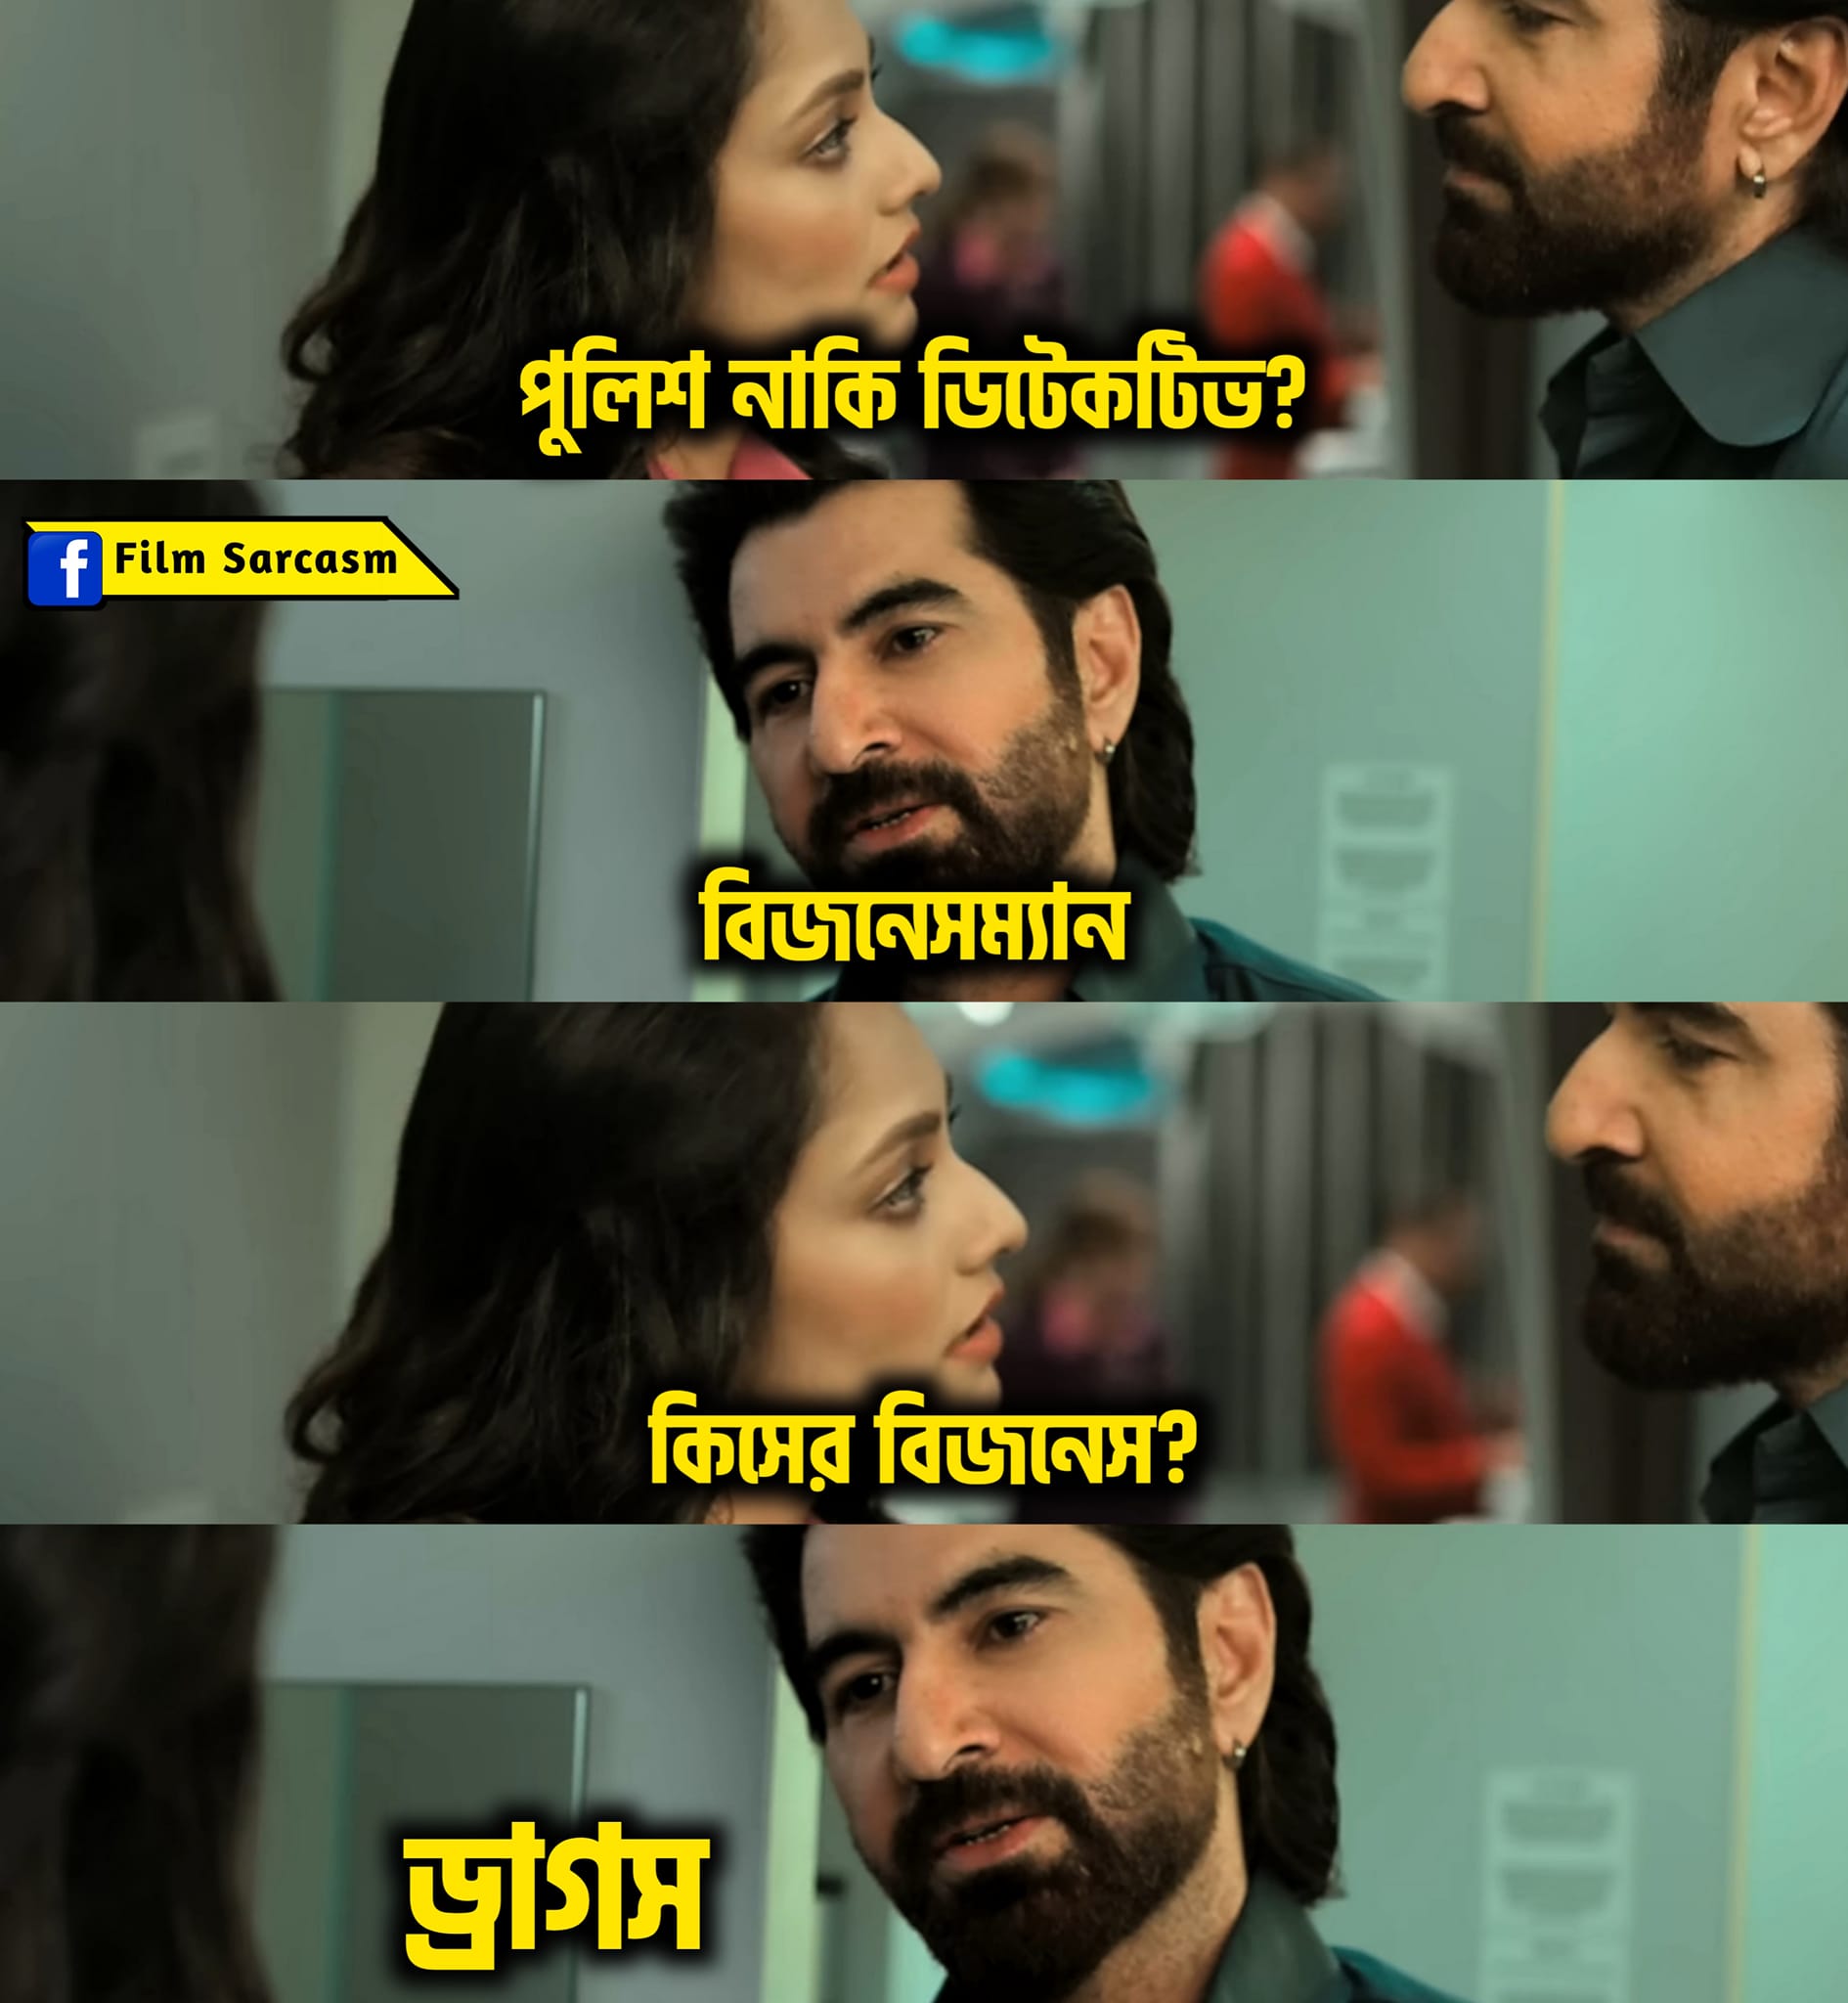 পুলিশ নাকি ডিটেকটিভ?
Film Sarcasm
বিজনেসম্যান
কিসের বিজনেস?
ড্রাগস